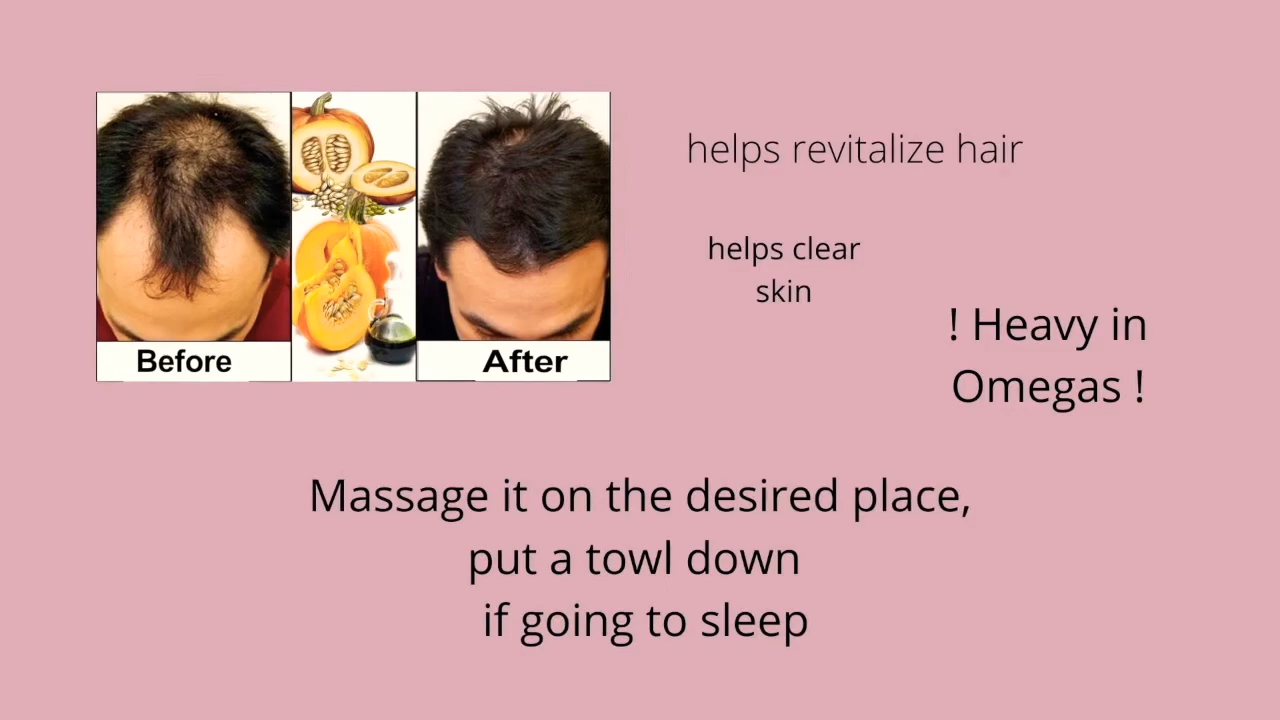 Before
After
helps revitalize hair
helps clear
skin
! Heavy in
Omegas !
Massage it on the desired place,
put a towl down
if going to sleep